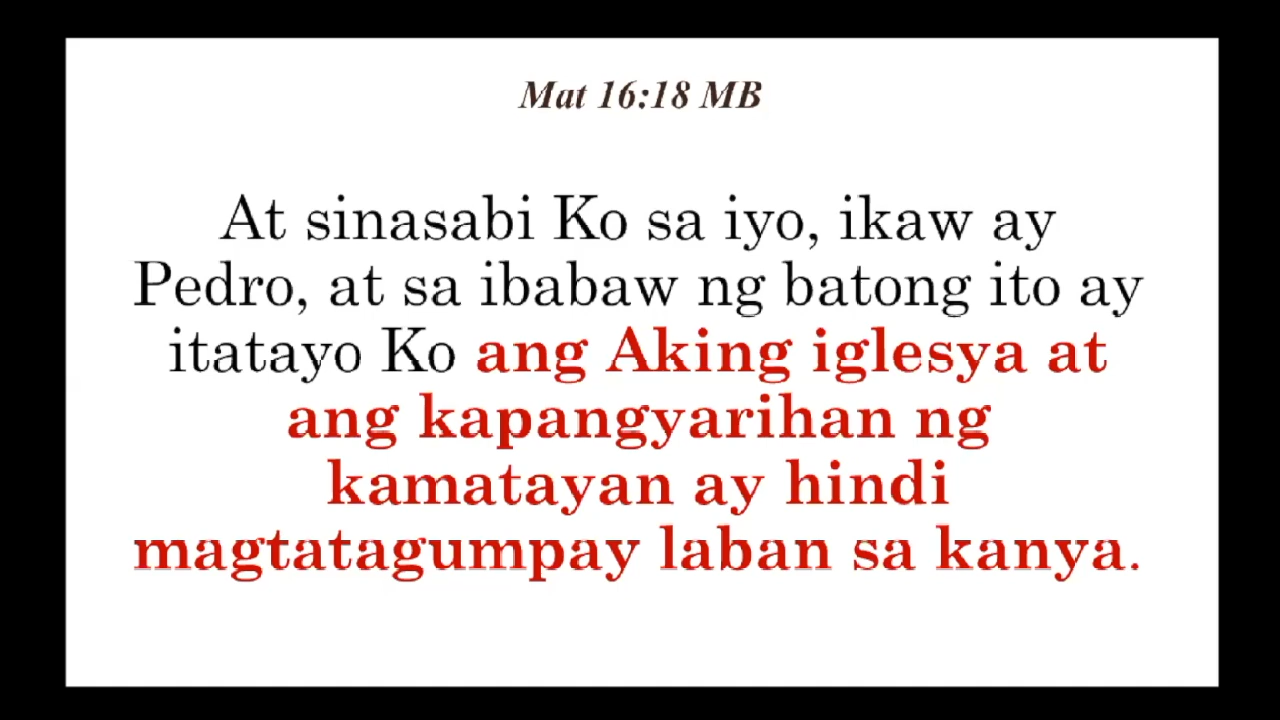 Mat 16:18 MB
At sinasabi Ko sa iyo, ikaw ay
Pedro, at sa ibabaw ng batong ito ay
itatayo Ko ang Aking iglesya at
ang kapangyarihan ng
kamatayan ay hindi
magtatagumpay laban sa kanya.